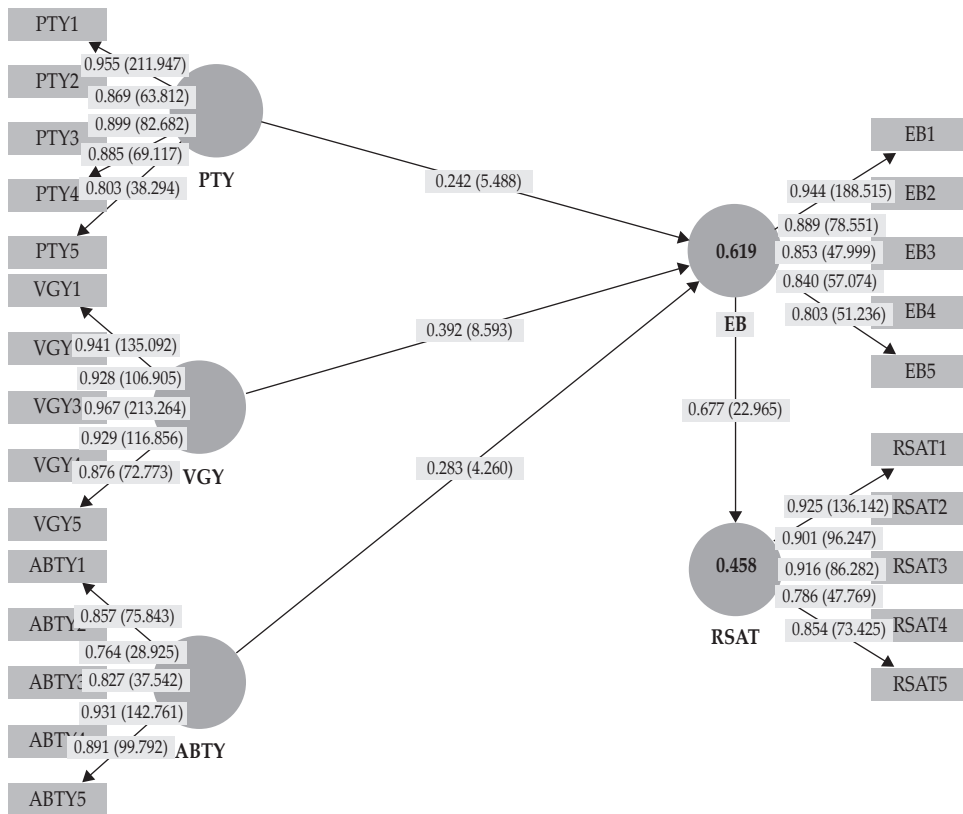 PTY1
0.955 (211.947)
PTY2
0.869 (63.812)
0.899 (82.682)
PTY3
0.885 (69.117)
PTY4
0.803 (38.294)
PTY5
PTY
0.242 (5.488)
VGY1
0.941 (135.092)
VGY
0.928 (106.905)
VGY3
0.967 (213.264)
0.929 (116.856)
VGY4
0.876 (72.773)
VGY5
VGY
0.392 (8.593)
ABTY1
0.857 (75.843)
ABTY2
0.764 (28.925)
ABTY3
0.827 (37.542)
0.931 (142.761)
ABTY4
0.891 (99.792)
ABTY5
ABTY
0.283 (4.260)
0.619
EB
EB1
0.944 (188.515)
EB2
0.889 (78.551)
0.853 (47.999)
EB3
0.840 (57.074)
EB4
0.803 (51.236)
EB5
0.677 (22.965)
0.458
RSAT
RSAT1
0.925 (136.142)
RSAT2
0.901 (96.247)
0.916 (86.282)
RSAT3
0.786 (47.769)
RSAT4
0.854 (73.425)
RSAT5